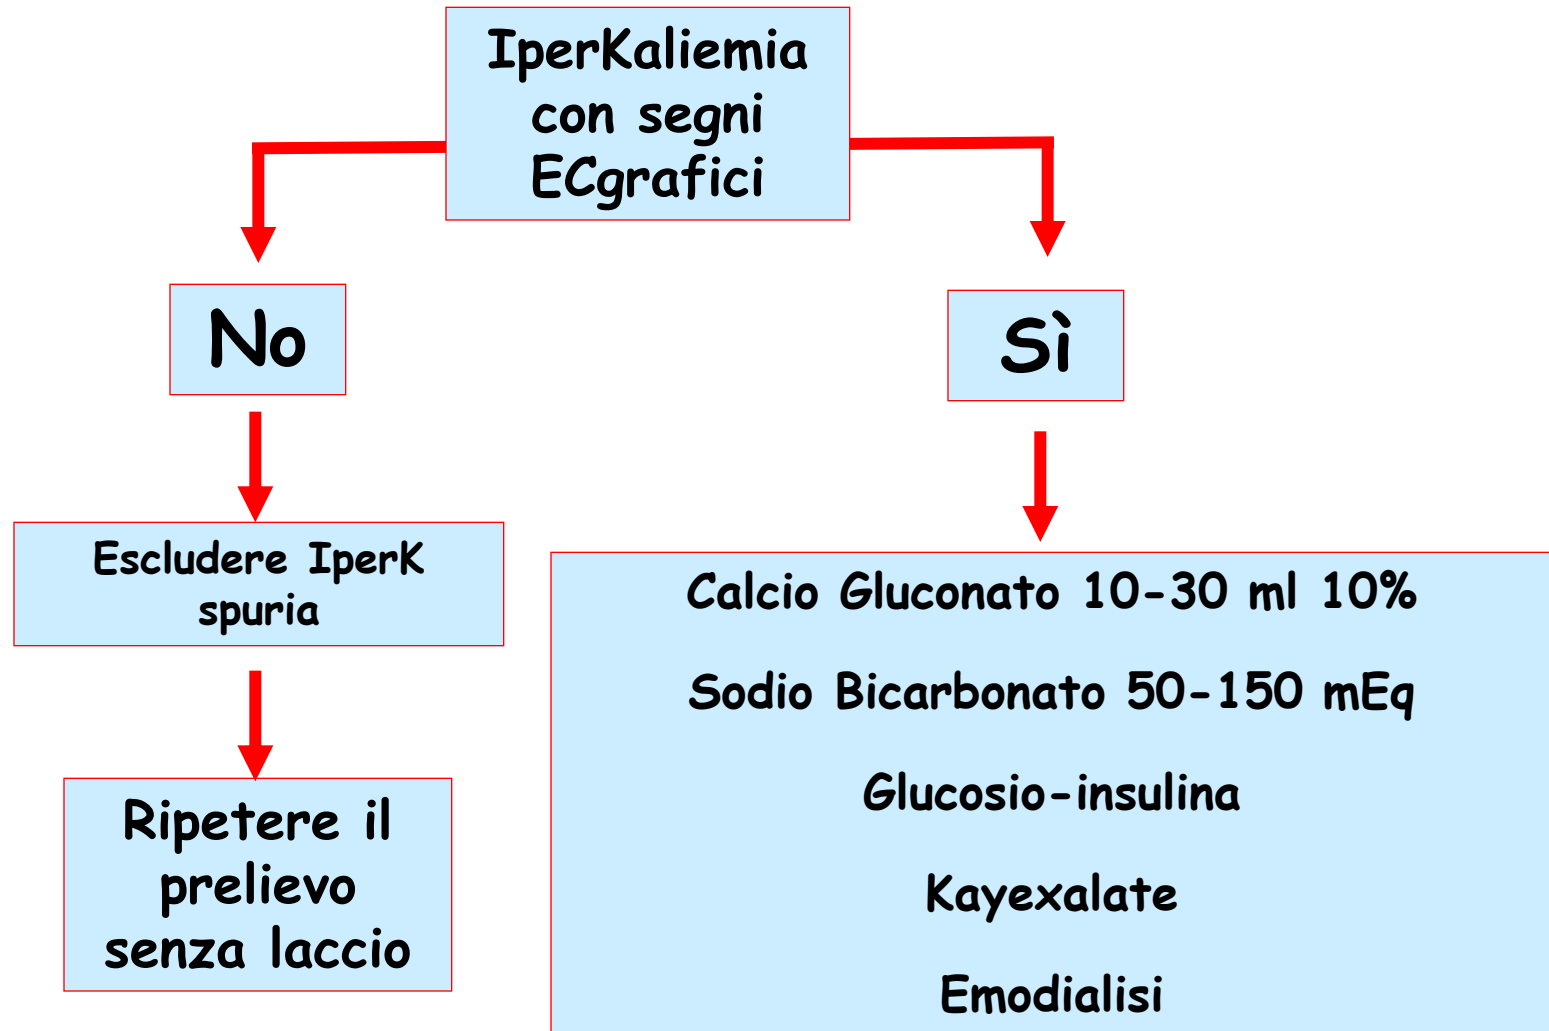 IperKaliemia
con segni
ECgrafici
No
Sì
Escludere IperK
spuria
Ripetere il
prelievo
senza laccio
Calcio Gluconato 10-30 ml 10%
Sodio Bicarbonato 50-150 mEq
Glucosio-insulina
Kayexalate
Emodialisi